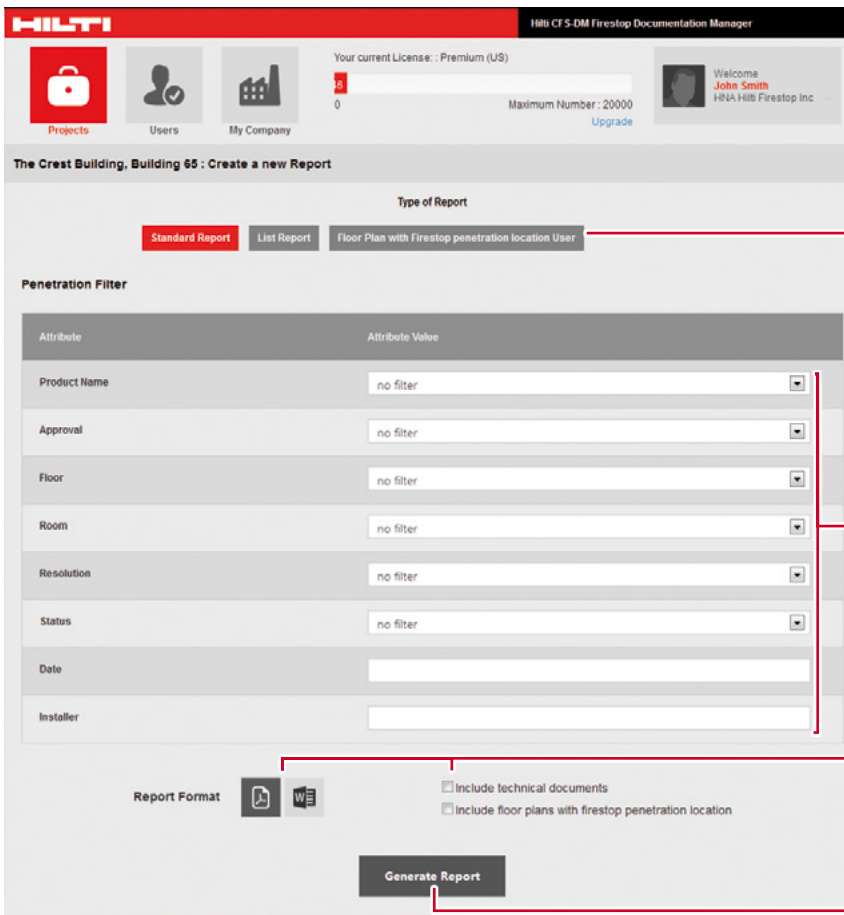 HILTI
Hilti CFS-DM Firestop Documentation Manager
Your current License: : Premium (US)
0
Maximum Number : 20000
Upgrade
Welcome
John Smith
HNA Hilti Firestop Inc
Projects
Users
My Company
The Crest Building, Building 65 : Create a new Report
Type of Report
Standard Report
List Report
Floor Plan with Firestop penetration location User
Penetration Filter
Attribute
Attribute Value
Product Name
no filter
Approval
no filter
Floor
no filter
Room
no filter
Resolution
no filter
Status
no filter
Date
Installer
Report Format
W
Include technical documents
Include floor plans with firestop penetration location
Generate Report